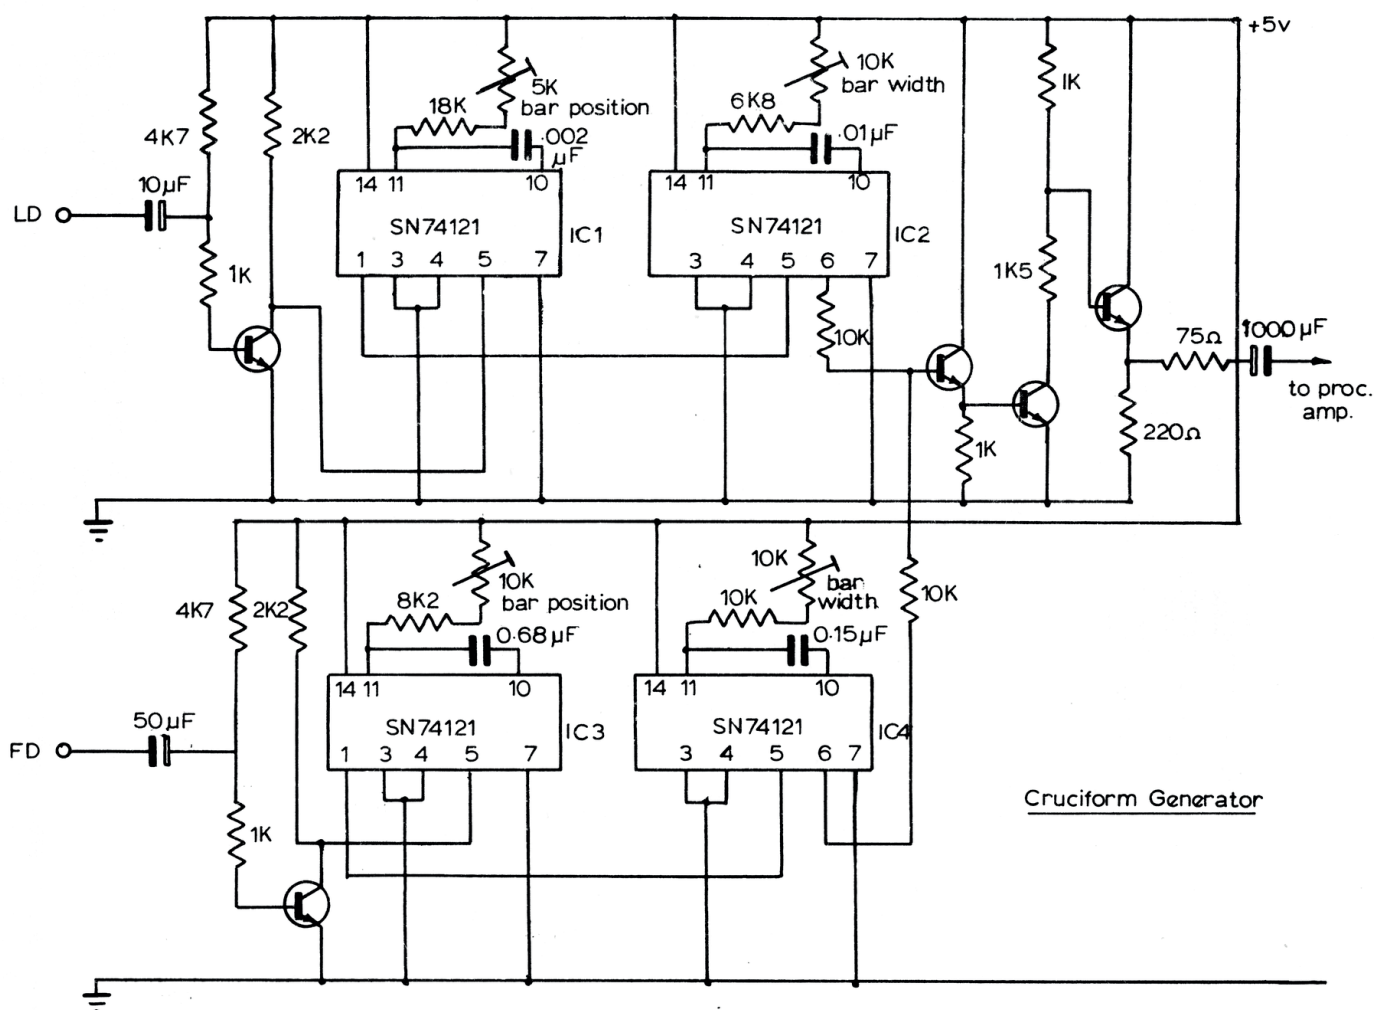 +5v
5K
bar position
18K
.002
µF
4K7
2K2
10µF
LD
1K
14 11 10
SN74121
IC1
1 3 4 5 7
10K
bar width
6K8
.01µF
14 11 10
SN74121
IC2
3 4 5 6 7
10K
1K
1K5
1K
75Ω
1000µF
to proc.
amp.
220Ω
4K7
2K2
10K
bar position
8K2
0.68µF
50µF
FD
1K
14 11 10
SN74121
IC3
1 3 4 5 7
10K
bar
width
10K
0.15µF
14 11 10
SN74121
IC4
3 4 5 6 7
10K
Cruciform Generator